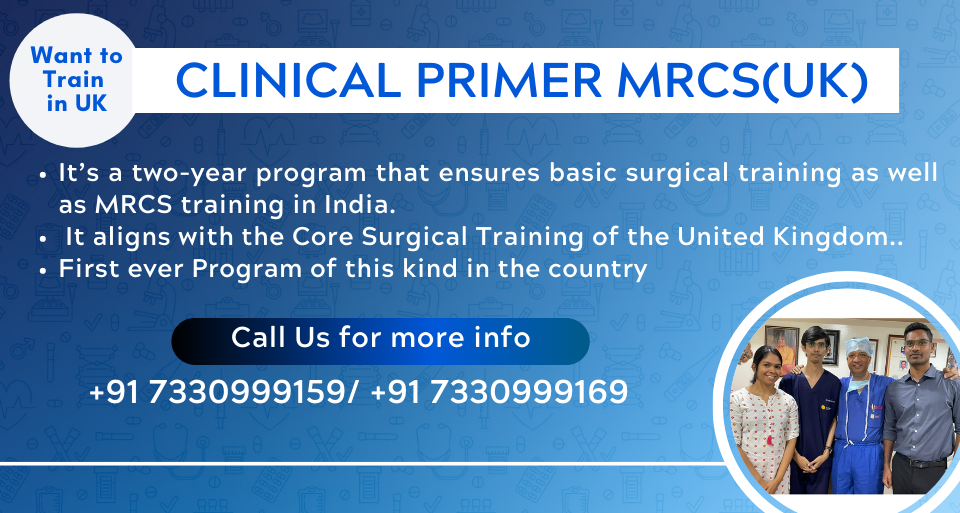 Want to
Train
in UK
CLINICAL PRIMER MRCS(UK)
• It's a two-year program that ensures basic surgical training as well
as MRCS training in India.
• It aligns with the Core Surgical Training of the United Kingdom..
• First ever Program of this kind in the country
Call Us for more info
+91 7330999159/ +91 7330999169